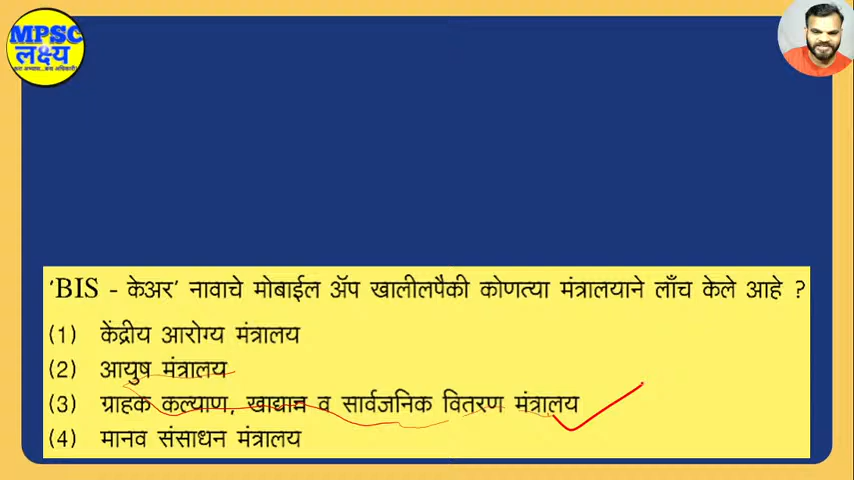 MPSC
लक्ष्य
'BIS - केअर' नावाचे मोबाईल ॲप खालीलपैकी कोणत्या मंत्रालयाने लाँच केले आहे ?
(1) केंद्रीय आरोग्य मंत्रालय
(2) आयुष मंत्रालय
(3) ग्राहक कल्याण, खाद्यान्न व सार्वजनिक वितरण मंत्रालय
(4) मानव संसाधन मंत्रालय